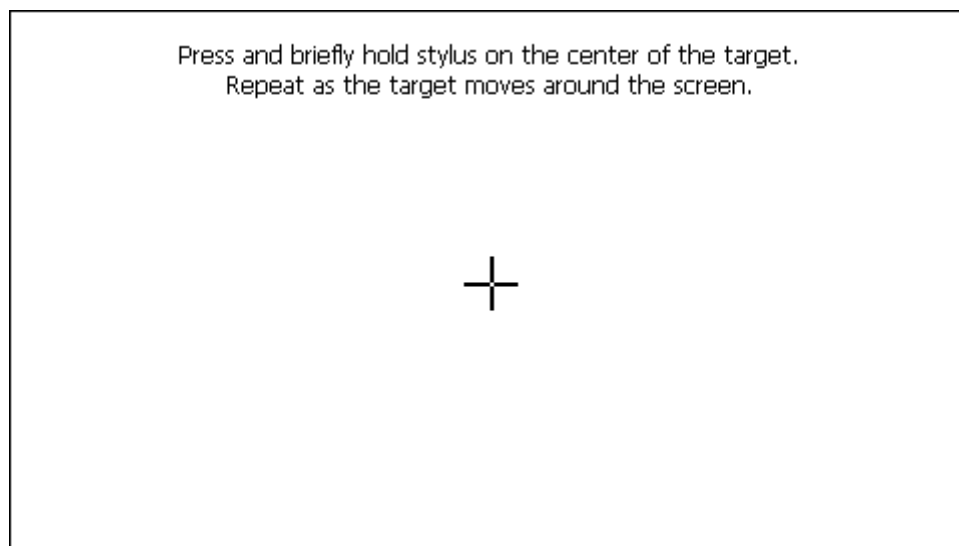 Press and briefly hold stylus on the center of the target.
Repeat as the target moves around the screen.